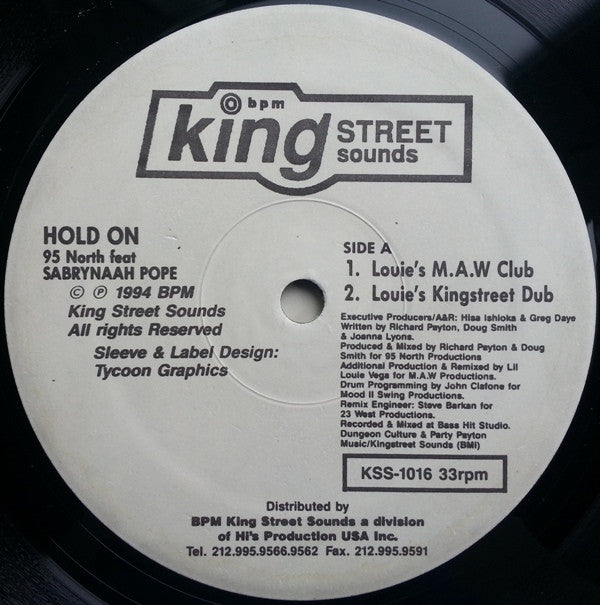 bpm
king STREET
sounds
HOLD ON
95 North feat
SABRYNAAH POPE
© ℗ 1994 BPM
King Street Sounds
All rights Reserved
Sleeve & Label Design:
Tycoon Graphics
SIDE A
1. Louie's M.A.W Club
2. Louie's Kingstreet Dub
Executive Producers/A&R: Hisa Ishioka & Greg Daye
Written by Richard Payton, Doug Smith
& Joanna Lyons.
Produced & Mixed by Richard Payton & Doug
Smith for 95 North Productions
Additional Production & Remixed by Lil
Louie Vega for M.A.W Productions.
Drum Programming by John Ciafone for
Mood II Swing Productions.
Remix Engineer: Steve Barkan for
23 West Productions.
Recorded & Mixed at Bass Hit Studio.
Dungeon Culture & Party Payton
Music/Kingstreet Sounds (BMI)
KSS-1016 33rpm
Distributed by
BPM King Street Sounds a division
of Hi's Production USA Inc.
Tel. 212.995.9566.9562 Fax. 212.995.9591